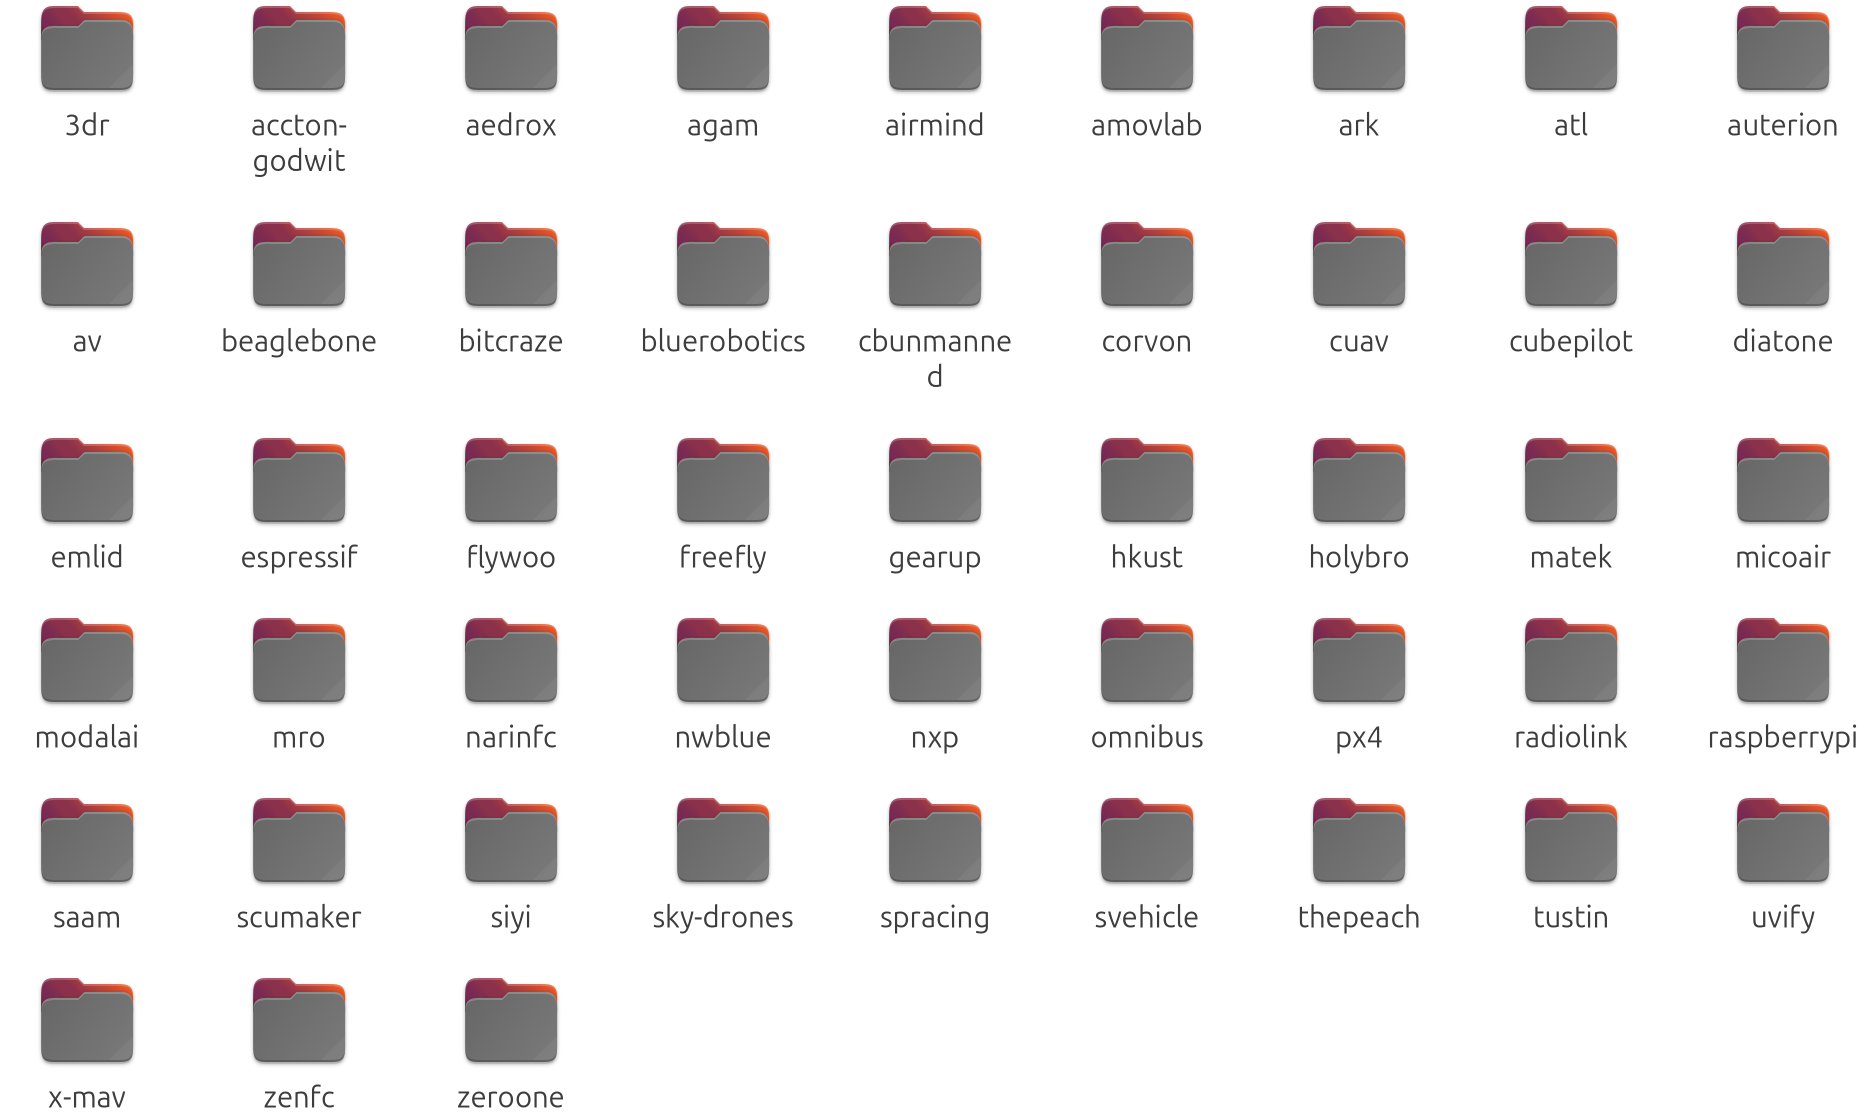 3dr
accton-
godwit
aedrox
agam
airmind
amovlab
ark
atl
auterion
av
beaglebone
bitcraze
bluerobotics
cbunmanne
d
corvon
cuav
cubepilot
diatone
emlid
espressif
flywoo
freefly
gearup
hkust
holybro
matek
micoair
modalai
mro
narinfc
nwblue
nxp
omnibus
px4
radiolink
raspberrypi
saam
scumaker
siyi
sky-drones
spracing
svehicle
thepeach
tustin
uvify
x-mav
zenfc
zeroone